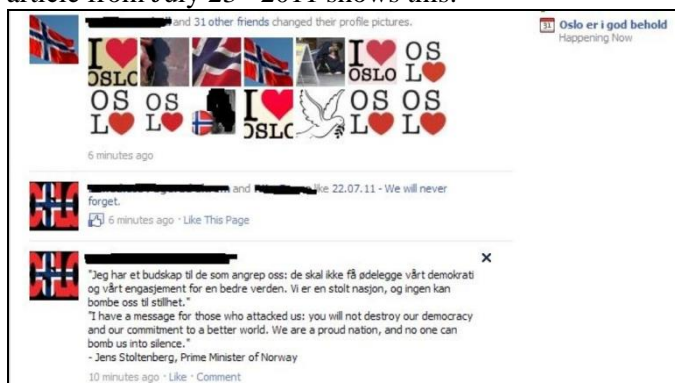 article from July 23 2011 shows this.
and 31 other friends changed their profile pictures.
31 Oslo er i god behold
Happening Now
I ❤ I ❤ OS
OSLO OSLO L❤
OS OS I ❤ OS OS
L❤ L❤ OSLO L❤ L❤
6 minutes ago
and like 22.07.11 - We will never
forget.
6 minutes ago · Like This Page
"Jeg har et budskap til de som angrep oss: de skal ikke få ødelegge vårt demokrati
og vårt engasjement for en bedre verden. Vi er en stolt nasjon, og ingen kan
bombe oss til stillhet."
"I have a message for those who attacked us: you will not destroy our democracy
and our commitment to a better world. We are a proud nation, and no one can
bomb us into silence."
- Jens Stoltenberg, Prime Minister of Norway
10 minutes ago · Like · Comment